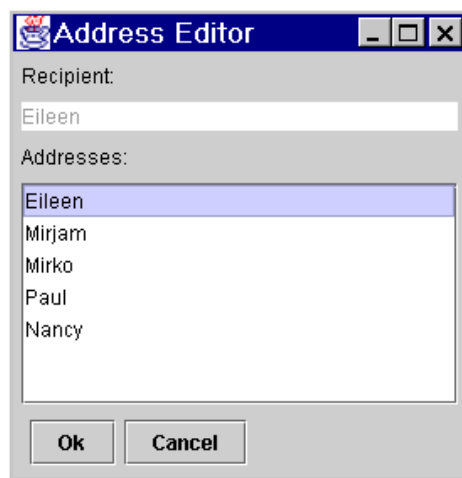 Address Editor
Recipient:
Eileen
Addresses:
Eileen
Mirjam
Mirko
Paul
Nancy
Ok Cancel